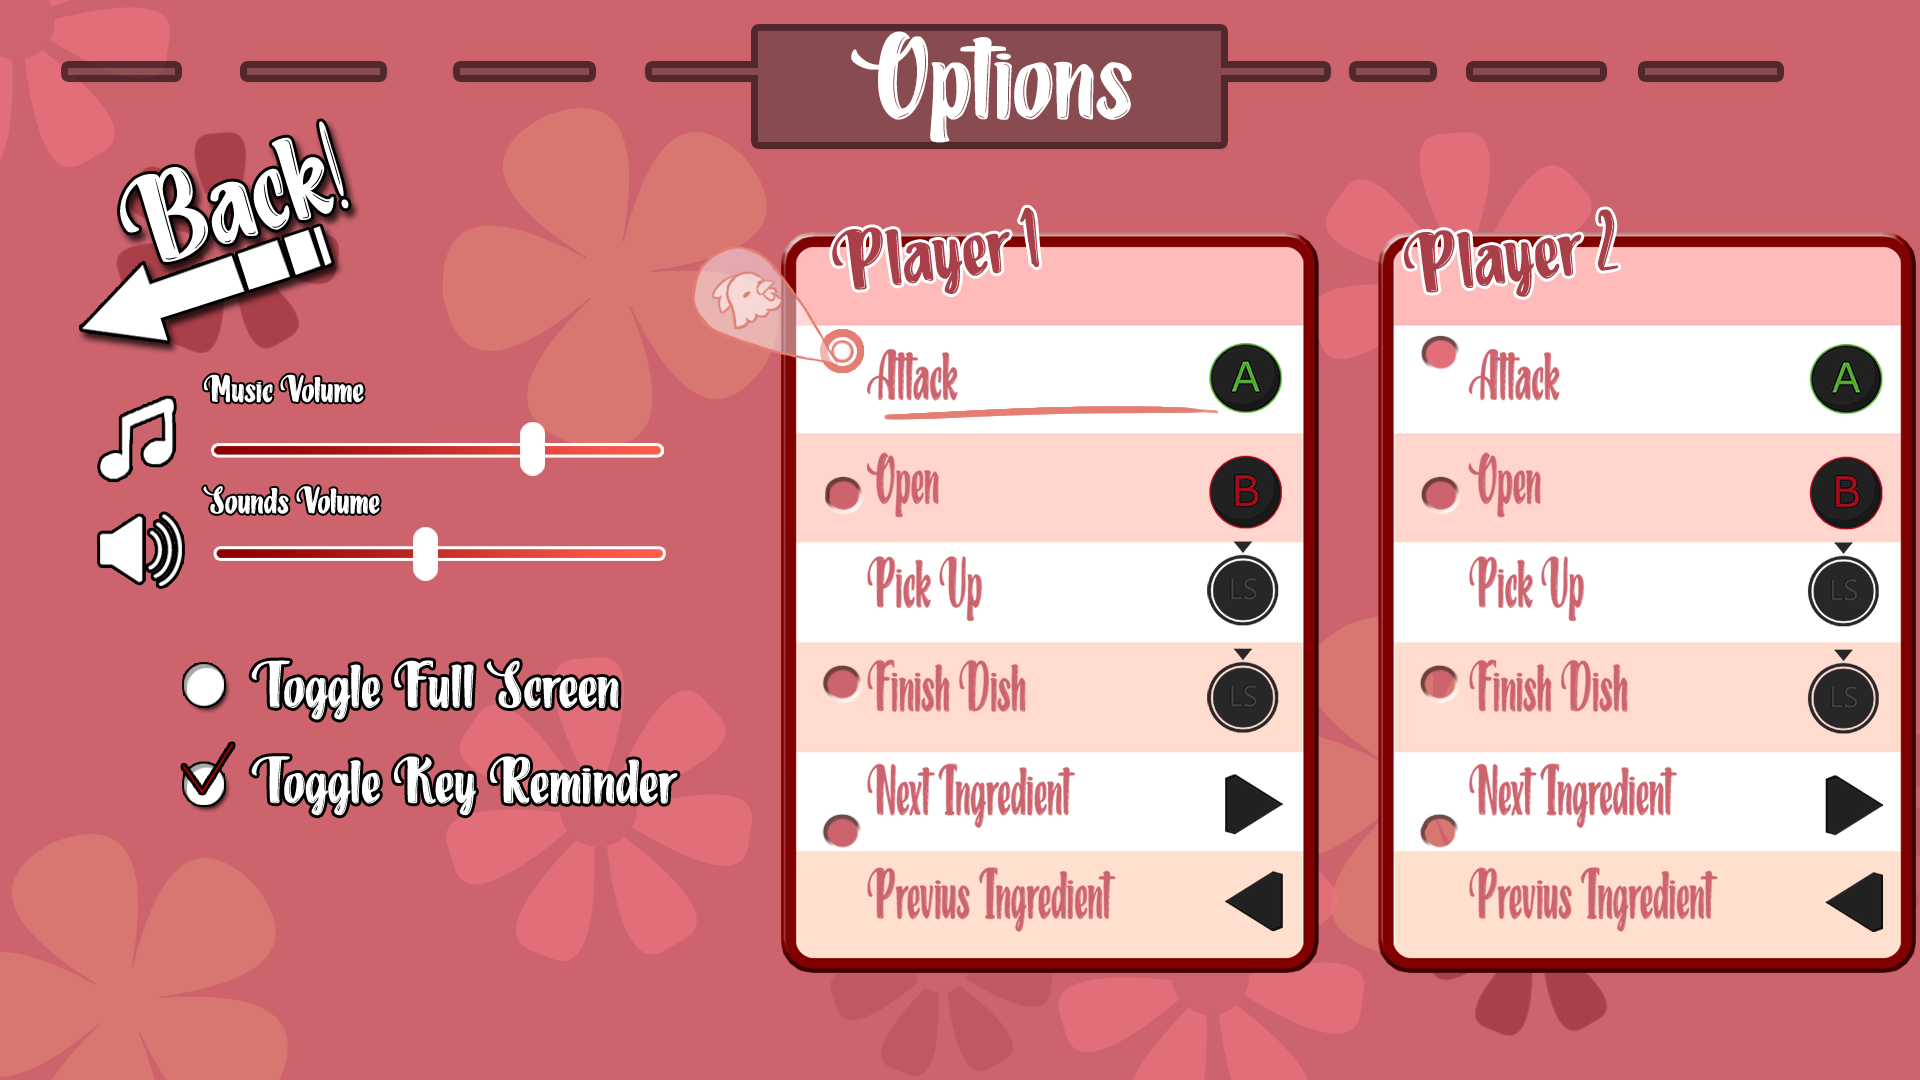 Options
Back!
Music Volume
Sounds Volume
Toggle Full Screen
Toggle Key Reminder
Player 1
Attack A
Open B
Pick Up LS
Finish Dish LS
Next Ingredient
Previus Ingredient
Player 2
Attack A
Open B
Pick Up LS
Finish Dish LS
Next Ingredient
Previus Ingredient